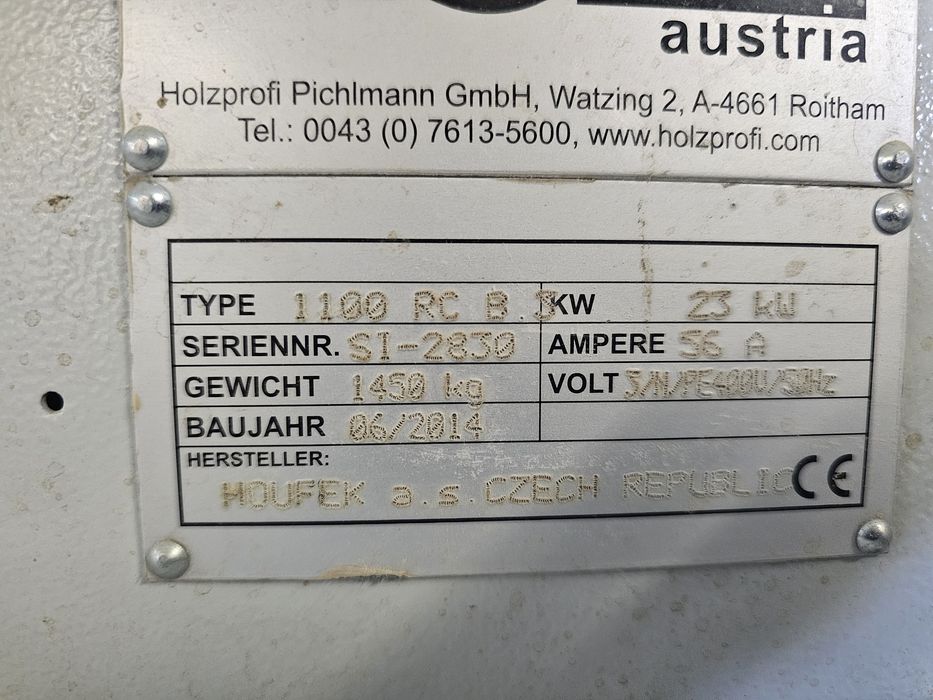 austria
Holzprofi Pichlmann GmbH, Watzing 2, A-4661 Roitham
Tel.: 0043 (0) 7613-5600, www.holzprofi.com
TYPE 1100 RC B.3 KW 23 kW
SERIENNR. SI-2830 AMPERE 56 A
GEWICHT 1450 kg VOLT 3/N/PE400V/50Hz
BAUJAHR 06/2014
HERSTELLER:
HOUFEK a.s. CZECH REPUBLIC CE